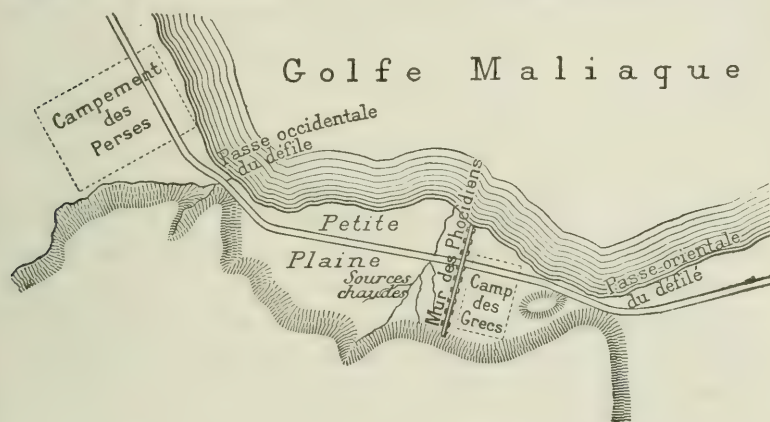 Golfe Maliaque
Campement
des
Perses
Passe occidentale
du défilé
Petite
Plaine
Sources
chaudes
Mur des Phocidiens
Camp
des
Grecs
Passe orientale
du défilé